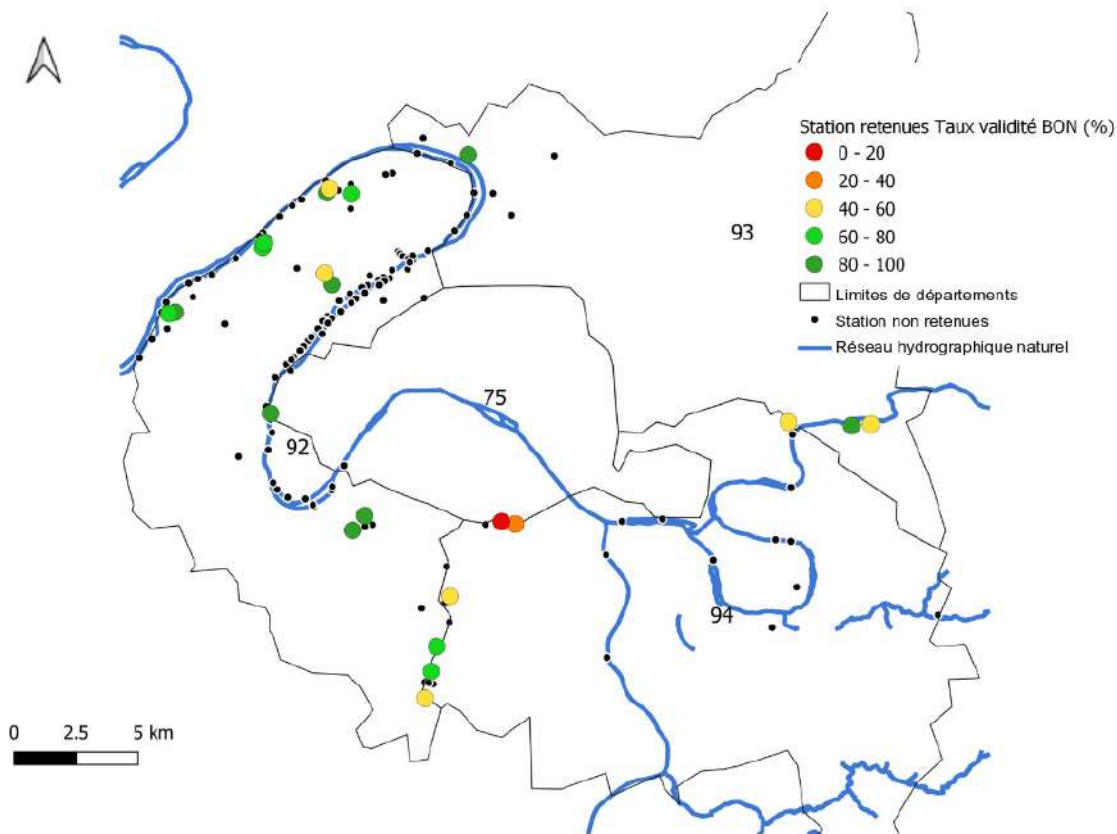 Station retenues Taux validité BON (%)
0 - 20
20 - 40
40 - 60
60 - 80
80 - 100
Limites de départements
Station non retenues
Réseau hydrographique naturel
93
75
92
94
0 2.5 5 km